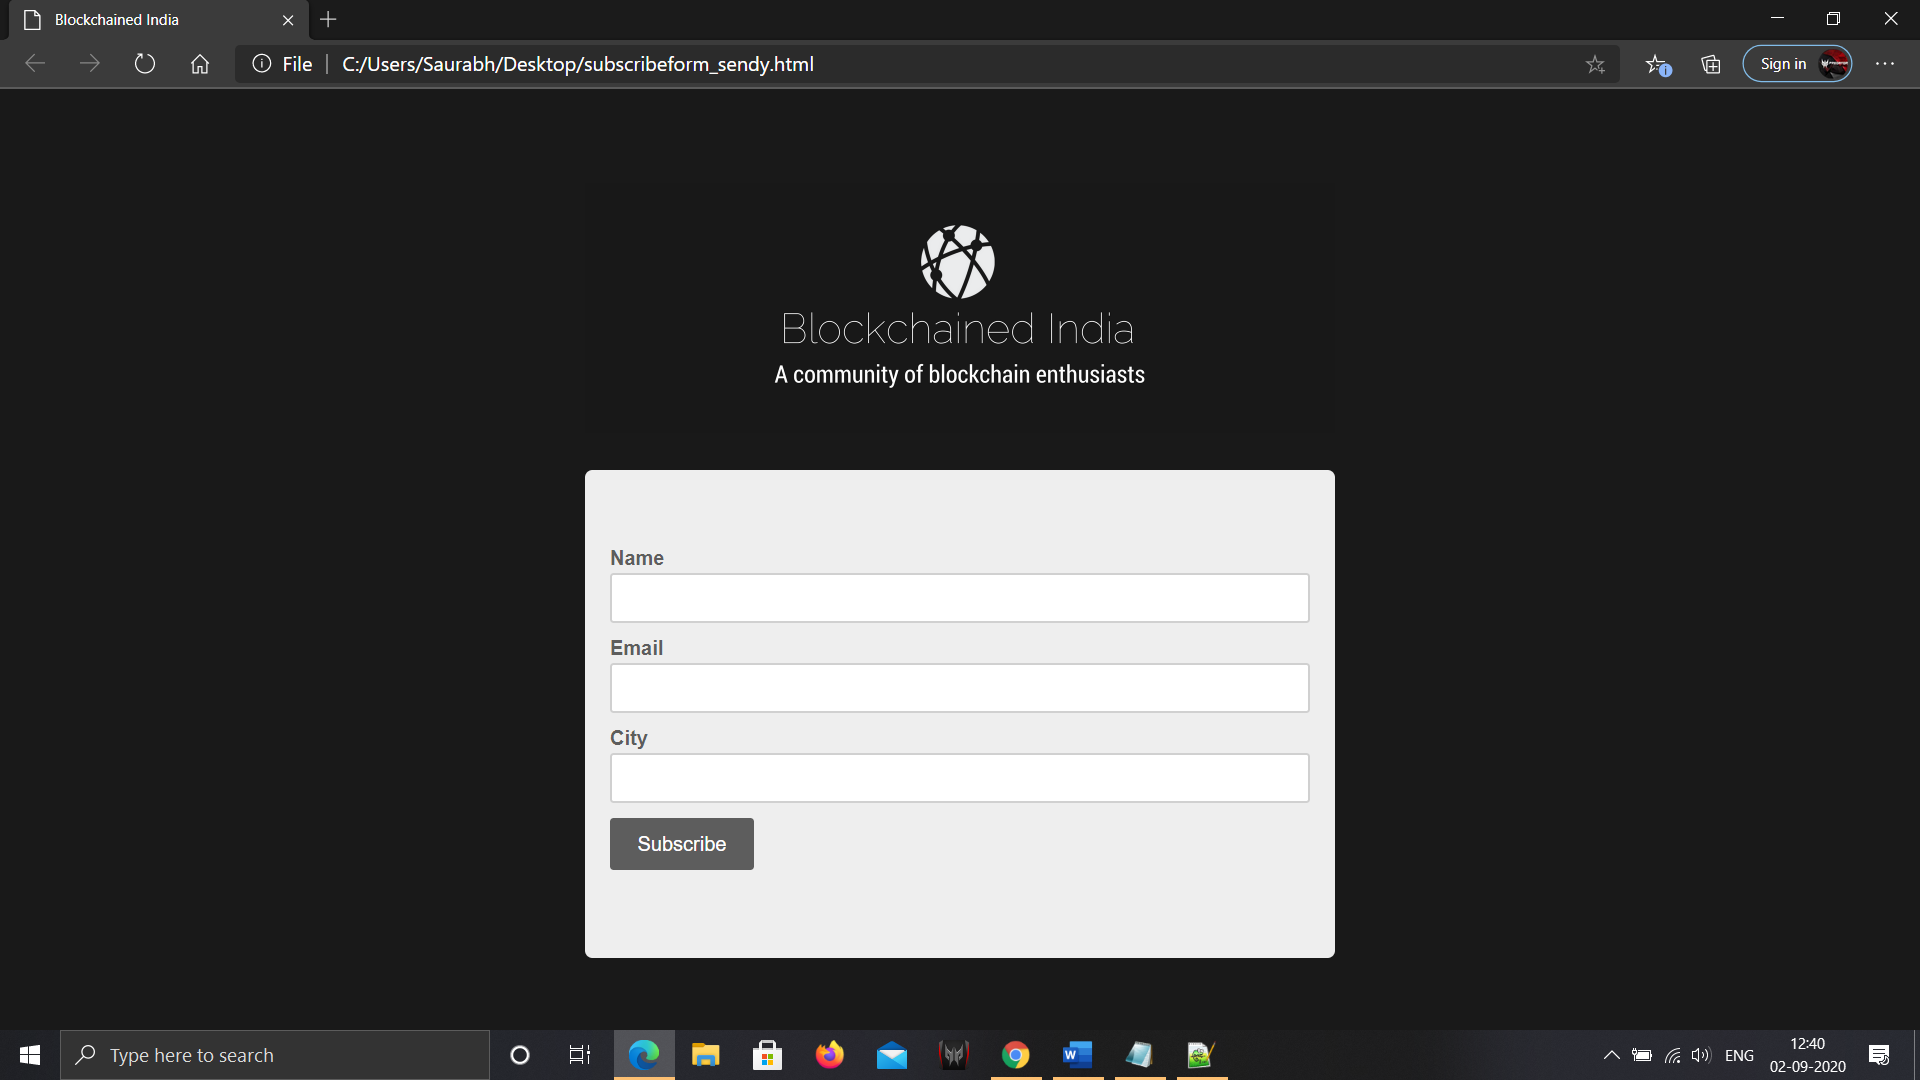 Blockchained India
File
C:/Users/Saurabh/Desktop/subscribeform_sendy.html
Sign in
Blockchained India
A community of blockchain enthusiasts
Name
Email
City
Subscribe
Type here to search
W
ENG
12:40
02-09-2020